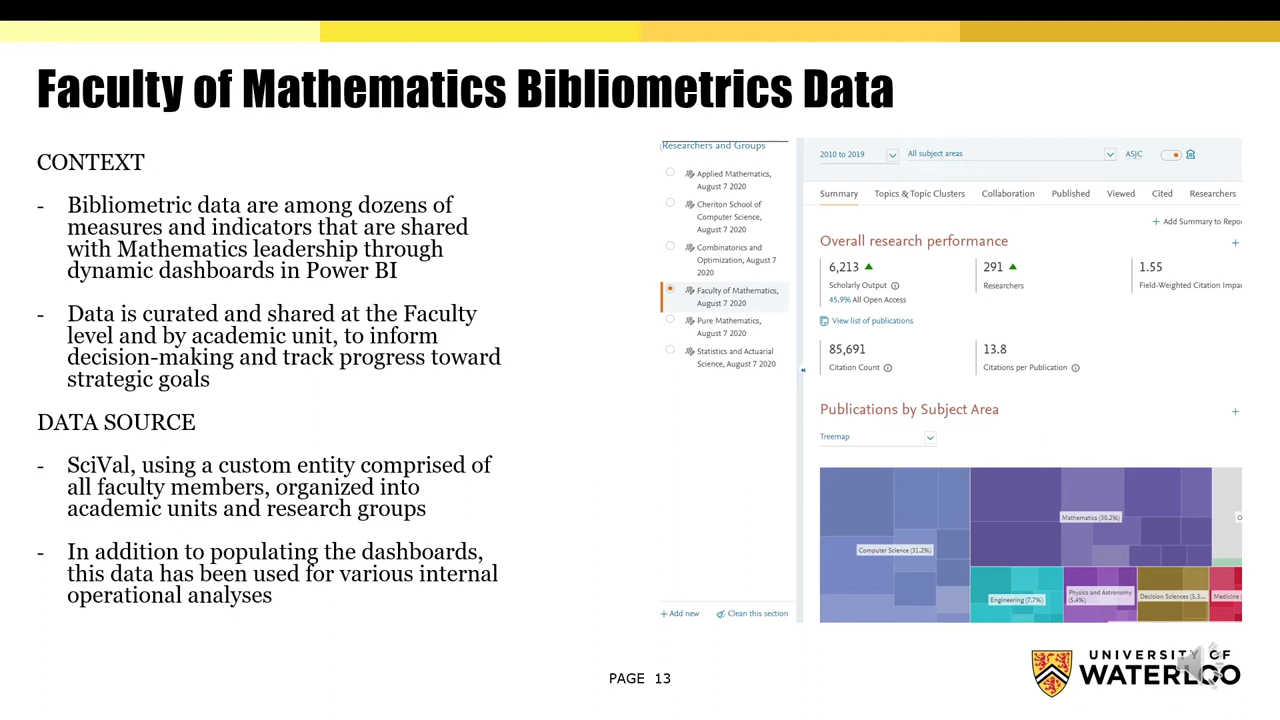 Faculty of Mathematics Bibliometrics Data
CONTEXT
- Bibliometric data are among dozens of
measures and indicators that are shared
with Mathematics leadership through
dynamic dashboards in Power BI
- Data is curated and shared at the Faculty
level and by academic unit, to inform
decision-making and track progress toward
strategic goals
DATA SOURCE
- SciVal, using a custom entity comprised of
all faculty members, organized into
academic units and research groups
- In addition to populating the dashboards,
this data has been used for various internal
operational analyses
Researchers and Groups
Applied Mathematics,
August 7 2020
Cheriton School of
Computer Science,
August 7 2020
Combinatorics and
Optimization, August 7
2020
Faculty of Mathematics,
August 7 2020
Pure Mathematics,
August 7 2020
Statistics and Actuarial
Science, August 7 2020
+ Add new
Clean this section
2010 to 2019
All subject areas
ASJC
Summary
Topics & Topic Clusters
Collaboration
Published
Viewed
Cited
Researchers
+ Add Summary to Repo
Overall research performance
+
6,213
Scholarly Output
45.9% All Open Access
291
Researchers
1.55
Field-Weighted Citation Impa
View list of publications
85,691
Citation Count
13.8
Citations per Publication
Publications by Subject Area
+
Treemap
Computer Science (31.2%)
Mathematics (30.2%)
O
Engineering (7.7%)
Physics and Astronomy
(5.4%)
Decision Sciences (5.3...
Medicine (
PAGE 13
UNIVERSITY OF
WATERLOO